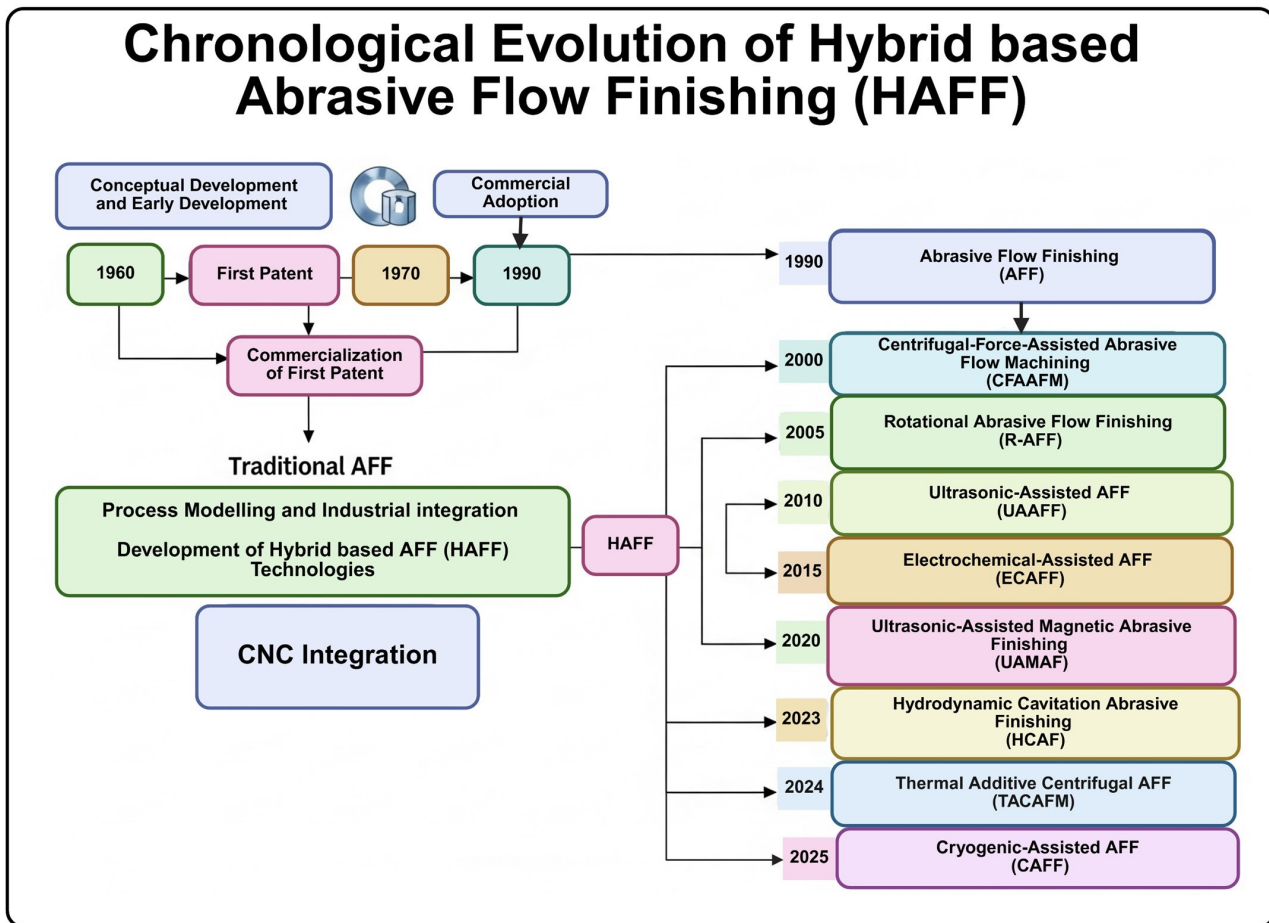 Chronological Evolution of Hybrid based
Abrasive Flow Finishing (HAFF)
Conceptual Development
and Early Development
Commercial
Adoption
1960
First Patent
1970
1990
Commercialization
of First Patent
Traditional AFF
Process Modelling and Industrial integration
Development of Hybrid based AFF (HAFF)
Technologies
CNC Integration
HAFF
1990
Abrasive Flow Finishing
(AFF)
2000
Centrifugal-Force-Assisted Abrasive
Flow Machining
(CFAAFM)
2005
Rotational Abrasive Flow Finishing
(R-AFF)
2010
Ultrasonic-Assisted AFF
(UAAFF)
2015
Electrochemical-Assisted AFF
(ECAFF)
2020
Ultrasonic-Assisted Magnetic Abrasive
Finishing
(UAMAF)
2023
Hydrodynamic Cavitation Abrasive
Finishing
(HCAF)
2024
Thermal Additive Centrifugal AFF
(TACAFM)
2025
Cryogenic-Assisted AFF
(CAFF)